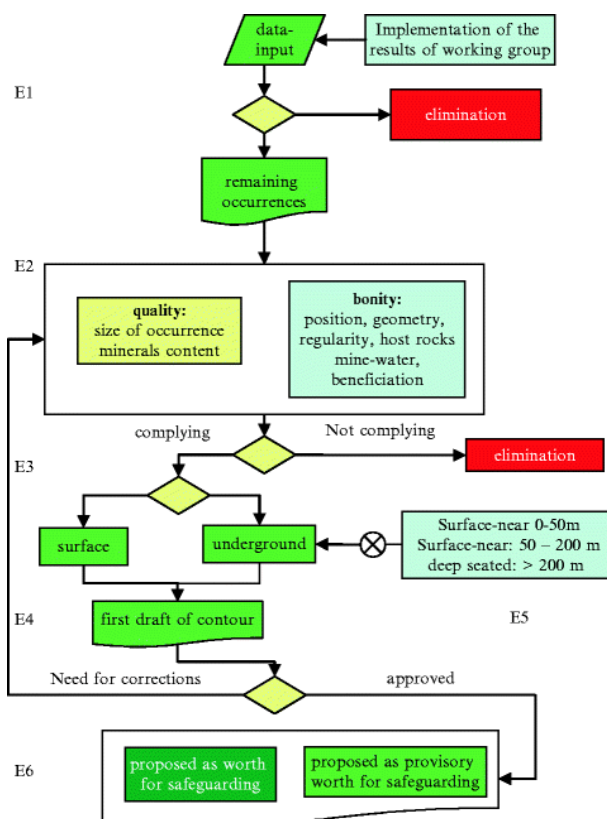 data-
input
Implementation of the
results of working group
E1
elimination
remaining
occurrences
E2
quality:
size of occurrence
minerals content
bonity:
position, geometry,
regularity, host rocks
mine-water,
beneficiation
complying
Not complying
E3
elimination
surface
underground
Surface-near 0-50m
Surface-near: 50 – 200 m
deep seated: > 200 m
E4
first draft of contour
E5
Need for corrections
approved
E6
proposed as worth
for safeguarding
proposed as provisory
worth for safeguarding